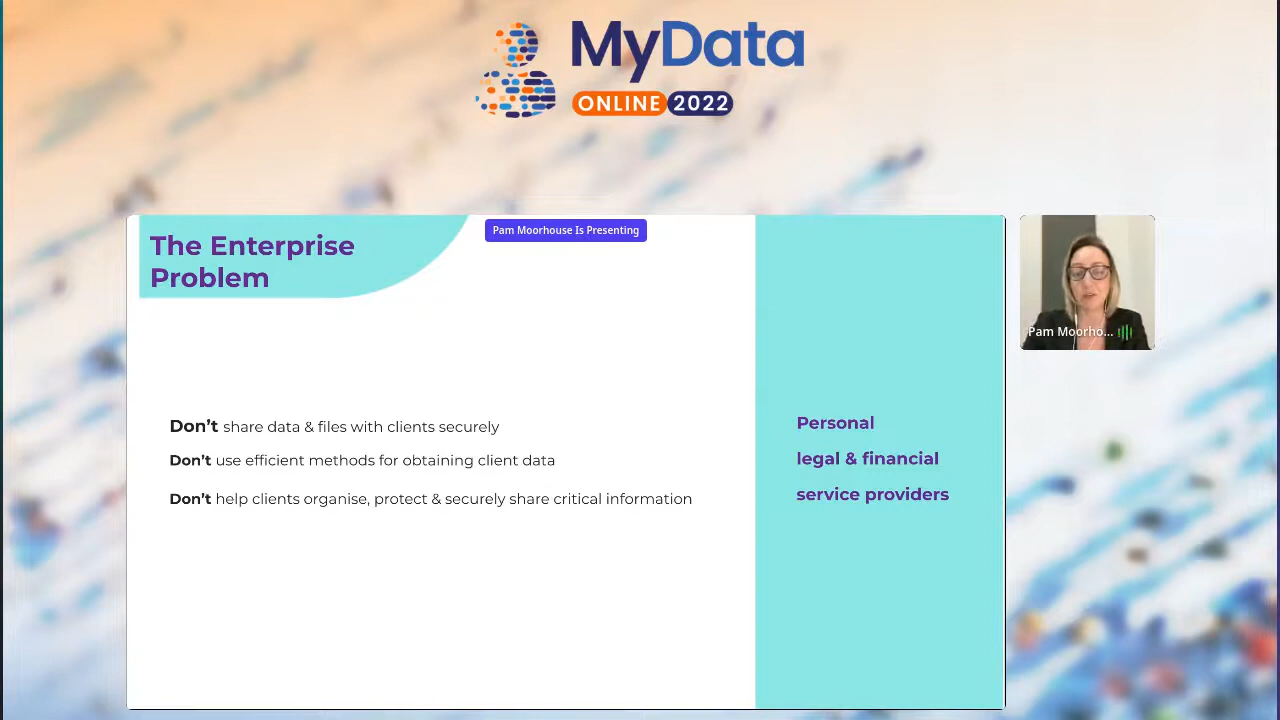 MyData
ONLINE 2022
The Enterprise
Problem
Pam Moorhouse Is Presenting
Don't share data & files with clients securely
Don't use efficient methods for obtaining client data
Don't help clients organise, protect & securely share critical information
Personal
legal & financial
service providers
Pam Moorho...